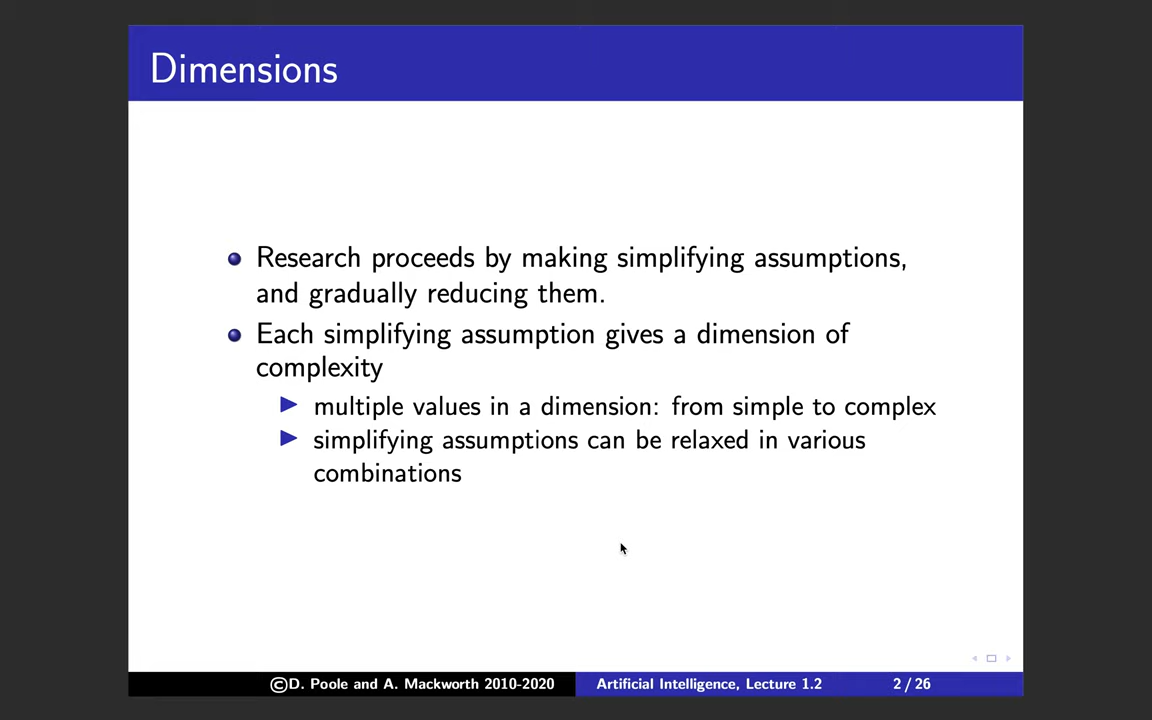 Dimensions
Research proceeds by making simplifying assumptions,
and gradually reducing them.
Each simplifying assumption gives a dimension of
complexity
multiple values in a dimension: from simple to complex
simplifying assumptions can be relaxed in various
combinations
©D. Poole and A. Mackworth 2010-2020 Artificial Intelligence, Lecture 1.2 2 / 26